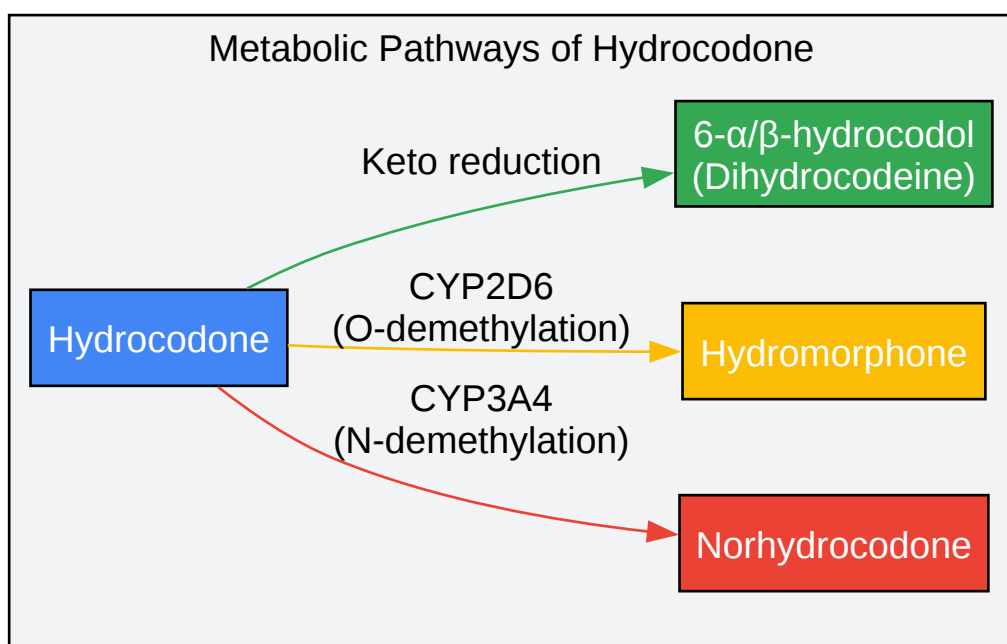 Metabolic Pathways of Hydrocodone
6-α/β-hydrocodol
(Dihydrocodeine)
Keto reduction
CYP2D6
(O-demethylation)
Hydrocodone
Hydromorphone
CYP3A4
(N-demethylation)
Norhydrocodone